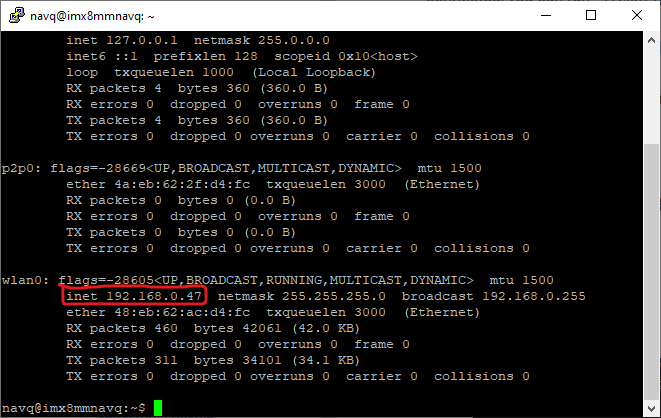 navq@imx8mmnavq: ~
inet 127.0.0.1 netmask 255.0.0.0
inet6 ::1 prefixlen 128 scopeid 0x10<host>
loop txqueuelen 1000 (Local Loopback)
RX packets 4 bytes 360 (360.0 B)
RX errors 0 dropped 0 overruns 0 frame 0
TX packets 4 bytes 360 (360.0 B)
TX errors 0 dropped 0 overruns 0 carrier 0 collisions 0
p2p0: flags=-28669<UP,BROADCAST,MULTICAST,DYNAMIC> mtu 1500
ether 4a:eb:62:2f:d4:fc txqueuelen 3000 (Ethernet)
RX packets 0 bytes 0 (0.0 B)
RX errors 0 dropped 0 overruns 0 frame 0
TX packets 0 bytes 0 (0.0 B)
TX errors 0 dropped 0 overruns 0 carrier 0 collisions 0
wlan0: flags=-28605<UP,BROADCAST,RUNNING,MULTICAST,DYNAMIC> mtu 1500
inet 192.168.0.47 netmask 255.255.255.0 broadcast 192.168.0.255
ether 48:eb:62:ac:d4:fc txqueuelen 3000 (Ethernet)
RX packets 460 bytes 42061 (42.0 KB)
RX errors 0 dropped 0 overruns 0 frame 0
TX packets 311 bytes 34101 (34.1 KB)
TX errors 0 dropped 0 overruns 0 carrier 0 collisions 0
navq@imx8mmnavq:~$